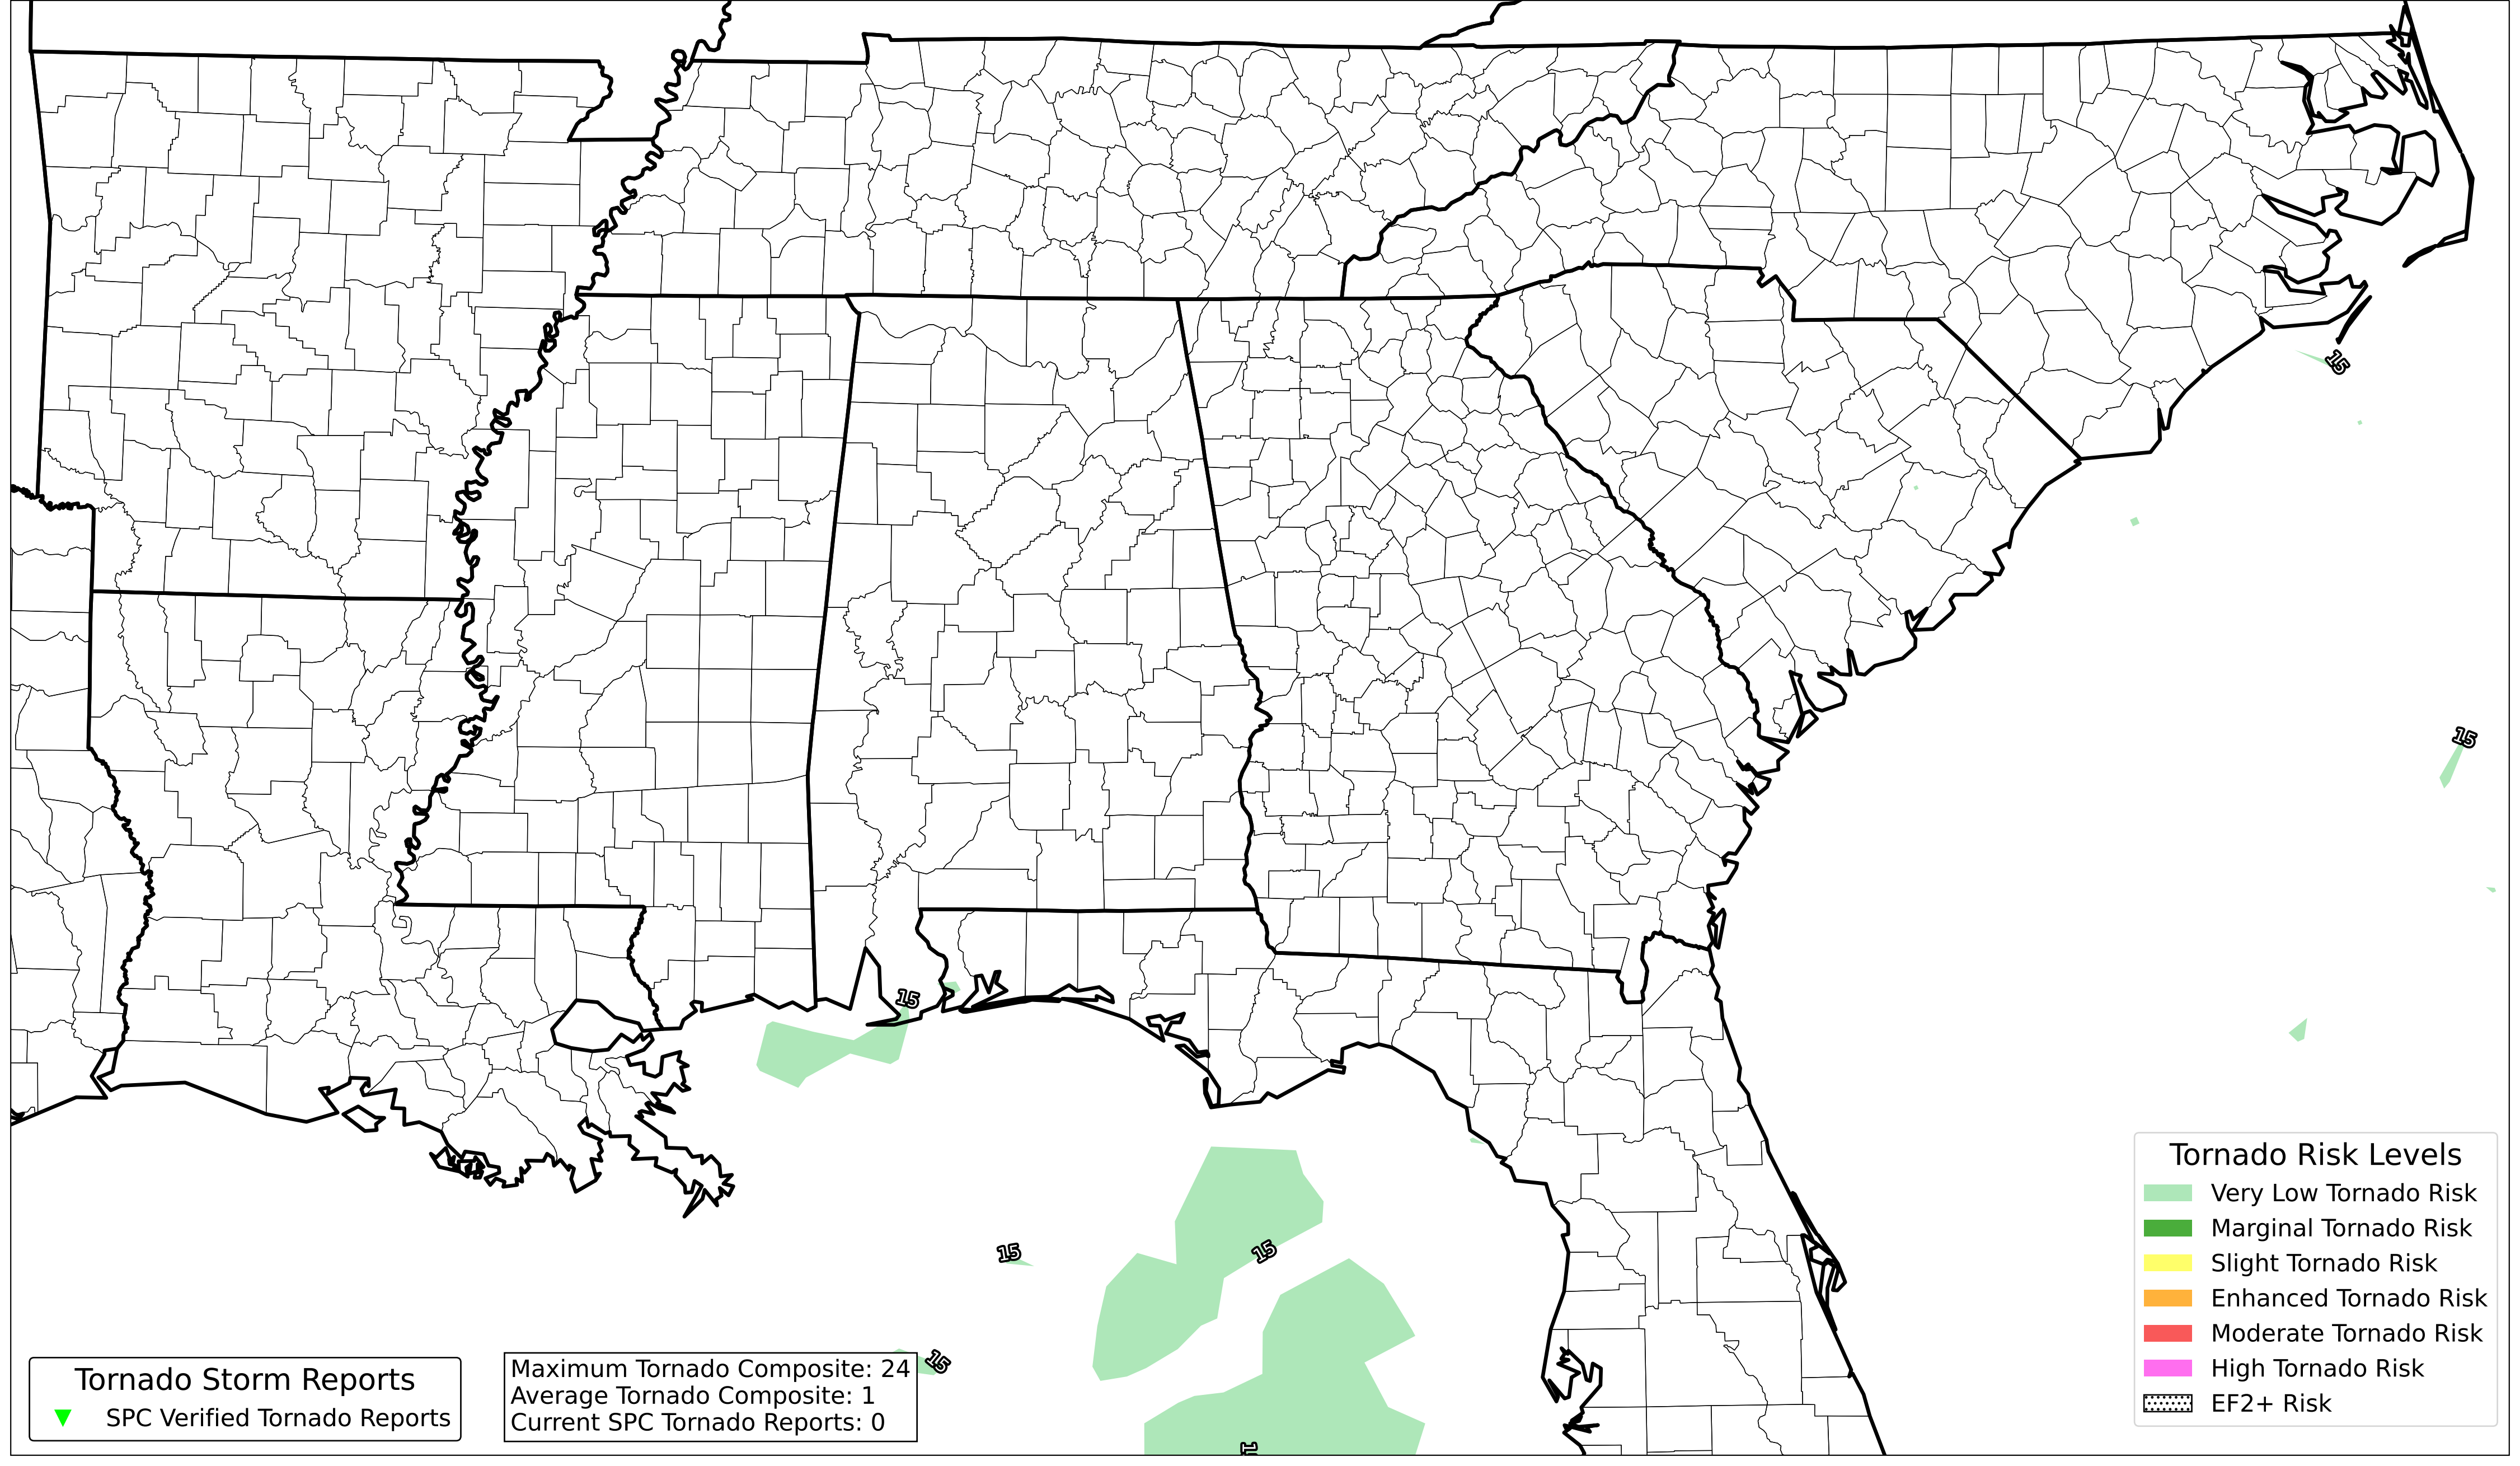 15
15
15
15
15
15
Tornado Risk Levels
Very Low Tornado Risk
Marginal Tornado Risk
Slight Tornado Risk
Enhanced Tornado Risk
Moderate Tornado Risk
High Tornado Risk
EF2+ Risk
Tornado Storm Reports
SPC Verified Tornado Reports
Maximum Tornado Composite: 24
Average Tornado Composite: 1
Current SPC Tornado Reports: 0